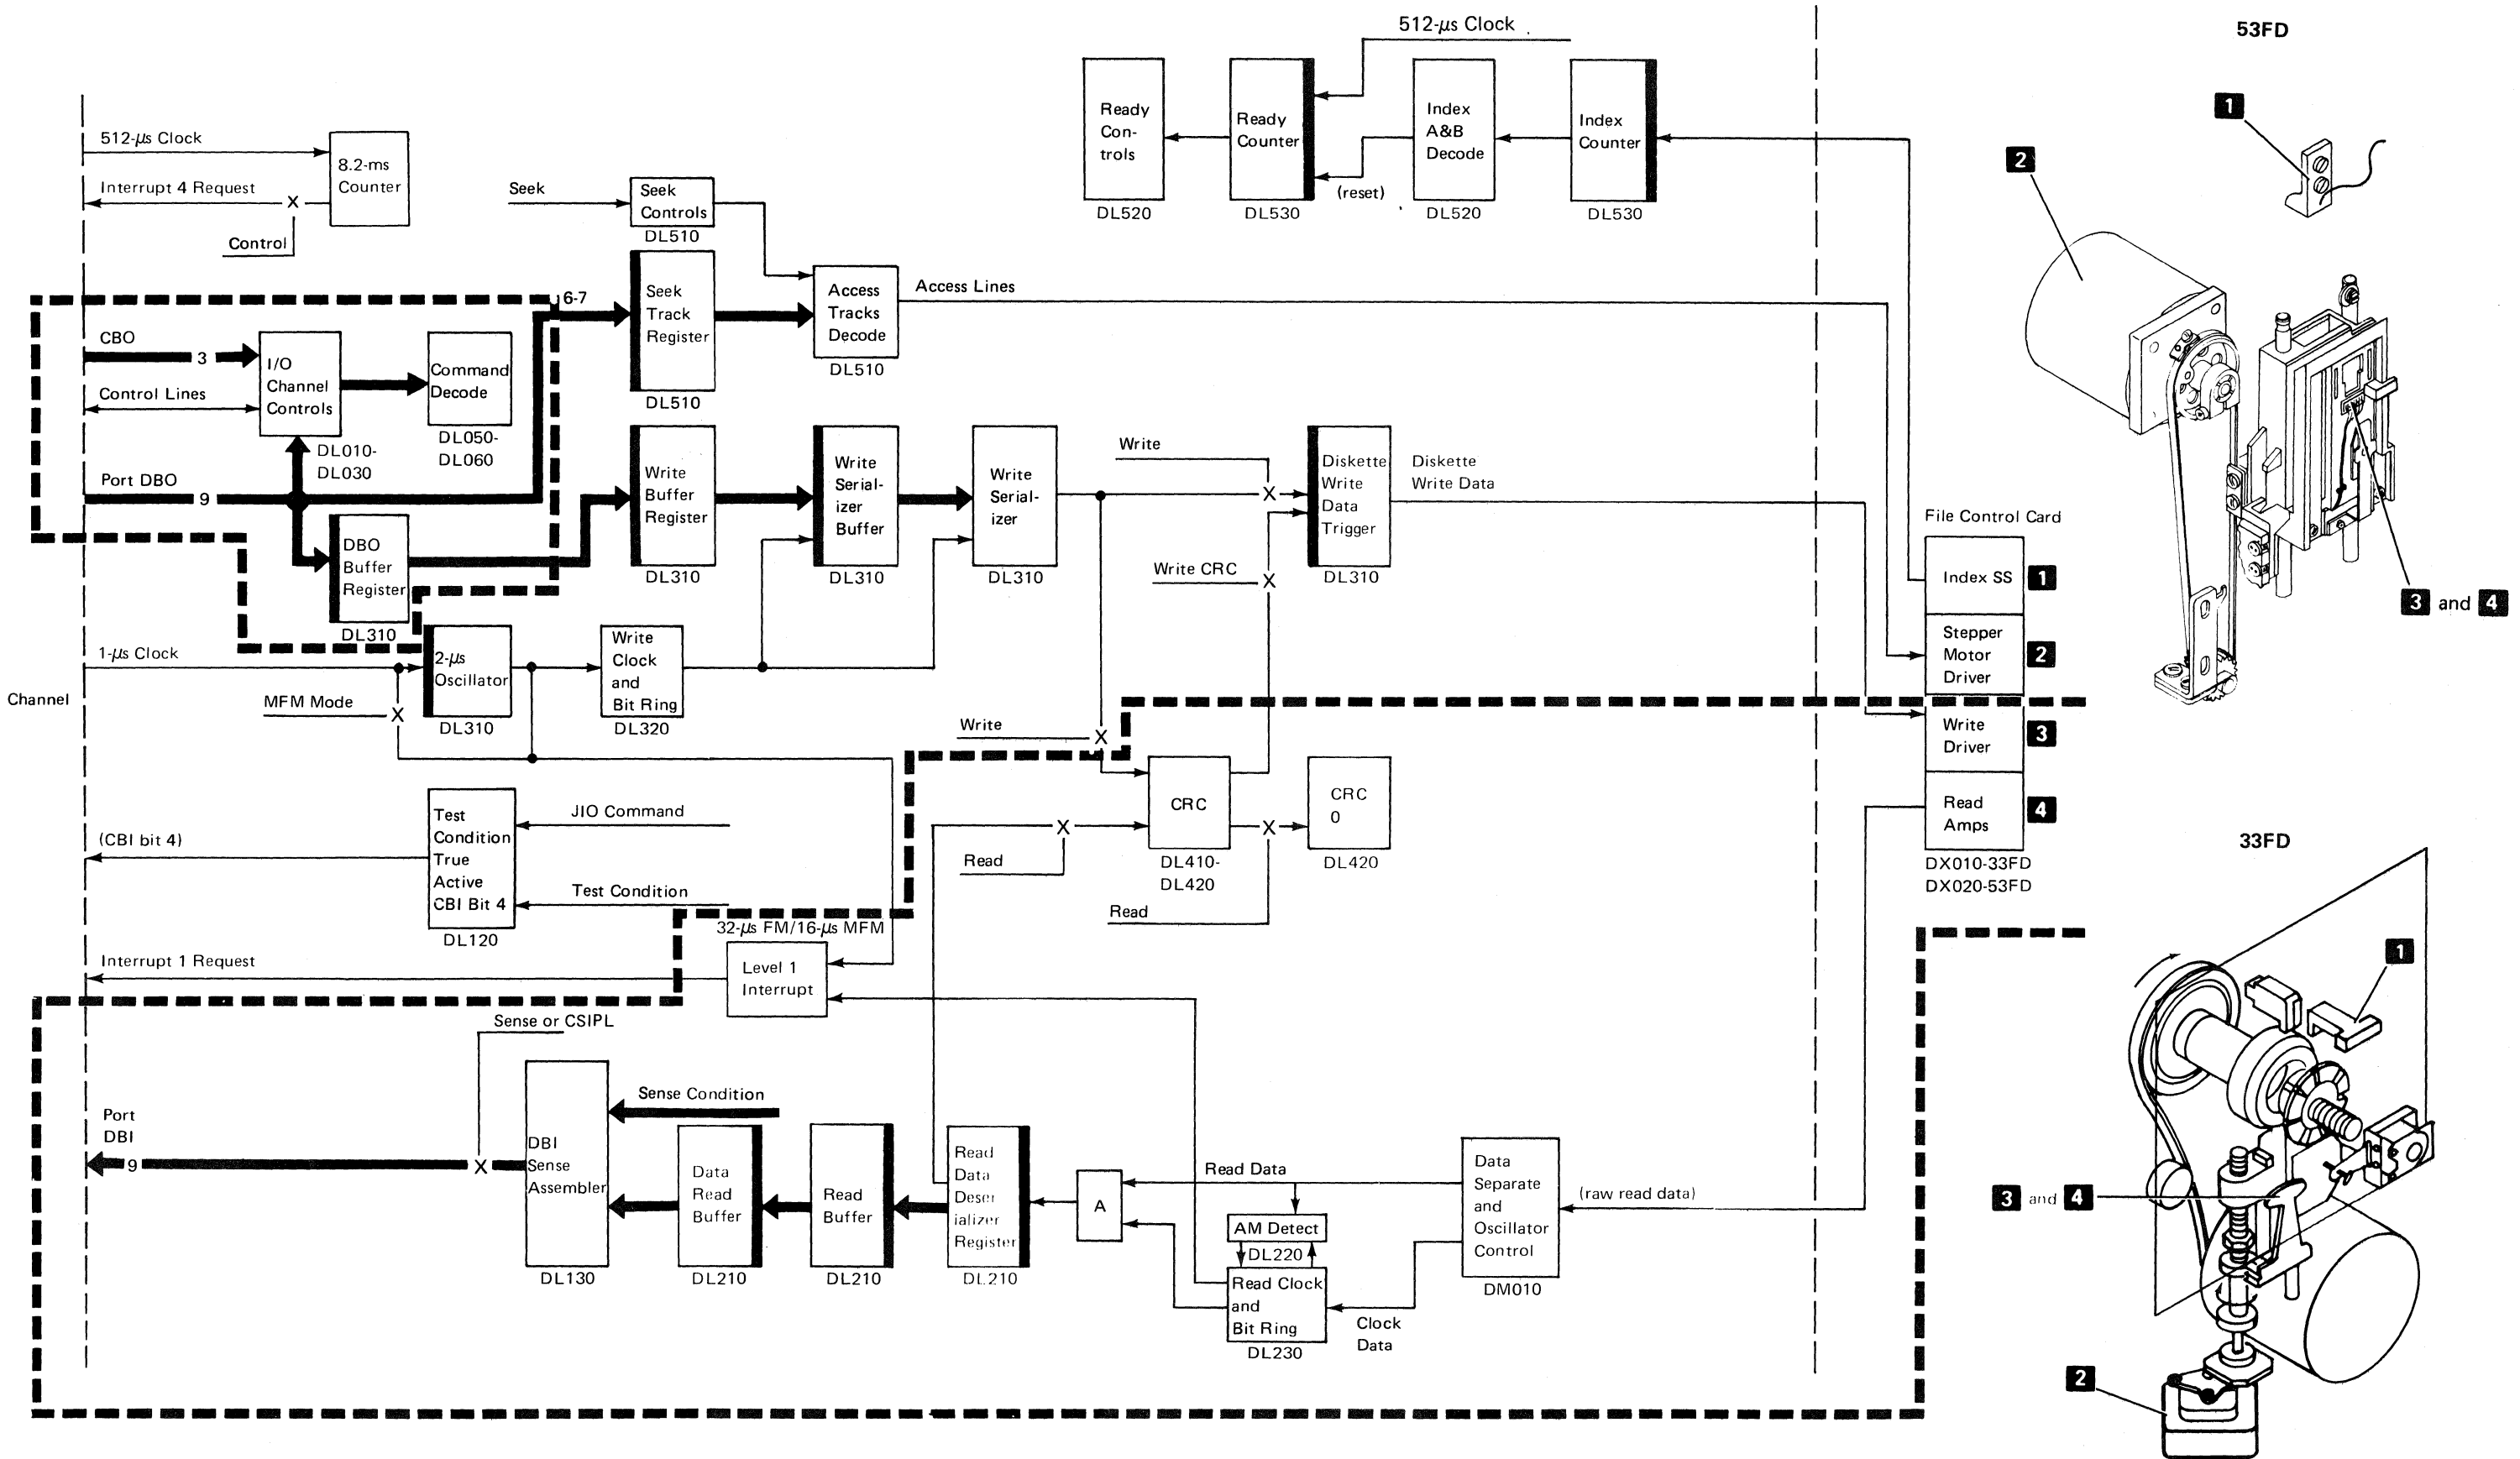 512-µs Clock
53FD
1
2
Ready
Con-
trols
DL520
Ready
Counter
DL530
(reset)
Index
A&B
Decode
DL520
Index
Counter
DL530
512-µs Clock
8.2-ms
Counter
Interrupt 4 Request
X
Control
Seek
Seek
Controls
DL510
6-7
Seek
Track
Register
DL510
Access
Tracks
Decode
DL510
Access Lines
CBO
3
I/O
Channel
Controls
DL010-
DL030
Command
Decode
DL050-
DL060
Control Lines
Port DBO
9
DBO
Buffer
Register
DL310
Write
Buffer
Register
DL310
Write
Serial-
izer
Buffer
DL310
Write
Serial-
izer
DL310
Write
X
Write CRC
X
Diskette
Write
Data
Trigger
DL310
Diskette
Write Data
File Control Card
Index SS
1
Stepper
Motor
Driver
2
Write
Driver
3
Read
Amps
4
DX010-33FD
DX020-53FD
3 and 4
1-µs Clock
Channel
MFM Mode
X
2-µs
Oscillator
DL310
Write
Clock
and
Bit Ring
DL320
Write
X
CRC
DL410-
DL420
CRC
0
DL420
X
Read
X
Read
(CBI bit 4)
Test
Condition
True
Active
CBI Bit 4
DL120
JIO Command
Test Condition
32-µs FM/16-µs MFM
Interrupt 1 Request
Level 1
Interrupt
Sense or CSIPL
Port
DBI
9
X
DBI
Sense
Assembler
DL130
Sense Condition
Data
Read
Buffer
DL210
Read
Buffer
DL210
Read
Data
Deser
ializer
Register
DL210
A
Read Data
AM Detect
DL220
Read Clock
and
Bit Ring
DL230
Clock
Data
Data
Separate
and
Oscillator
Control
DM010
(raw read data)
33FD
1
3 and 4
2